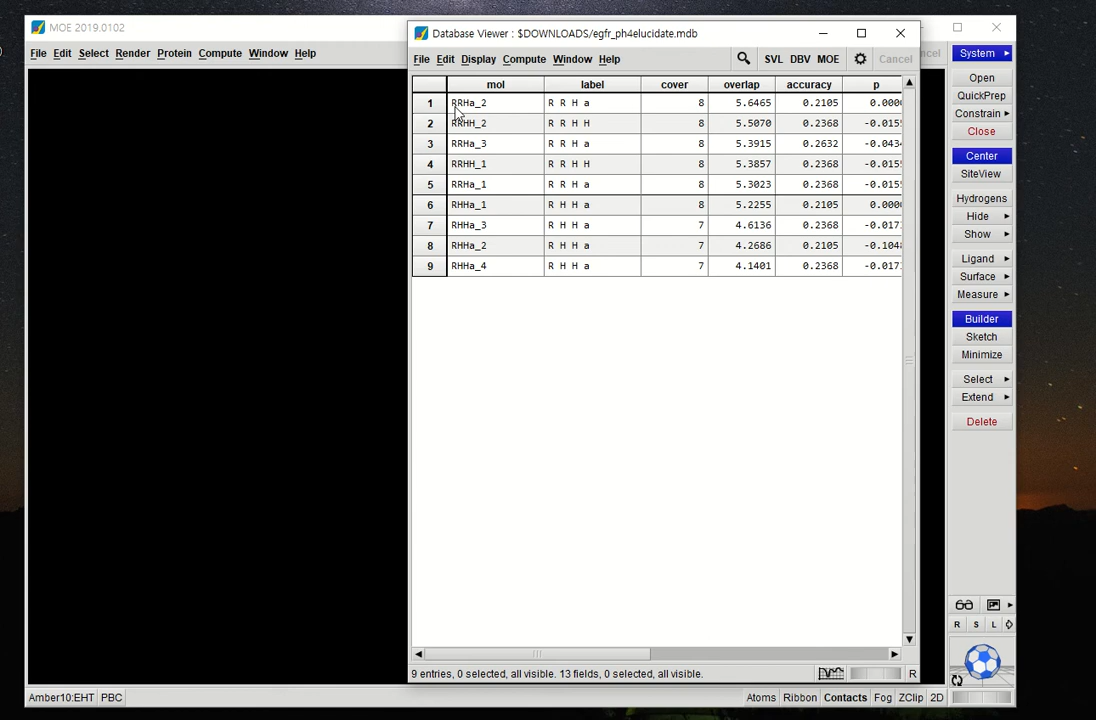 MOE 2019.0102
File Edit Select Render Protein Compute Window Help
Database Viewer : $DOWNLOADS/egfr_ph4elucidate.mdb
File Edit Display Compute Window Help
SVL DBV MOE
Cancel
mol label cover overlap accuracy p
1 RRHa_2 R R H a 8 5.6465 0.2105
2 RRHH_2 R R H H 8 5.5070 0.2368
3 RRHa_3 R R H a 8 5.3915 0.2632
4 RRHH_1 R R H H 8 5.3857 0.2368
5 RRHa_1 R R H a 8 5.3023 0.2368
6 RHHa_1 R H H a 8 5.2255 0.2105
7 RHHa_3 R H H a 7 4.6136 0.2368
8 RHHa_2 R H H a 7 4.2686 0.2105
9 RHHa_4 R H H a 7 4.1401 0.2368
9 entries, 0 selected, all visible. 13 fields, 0 selected, all visible.
R
System
Open
QuickPrep
Constrain
Close
Center
SiteView
Hydrogens
Hide
Show
Ligand
Surface
Measure
Builder
Sketch
Minimize
Select
Extend
Delete
R S L
Amber10:EHT PBC
Atoms Ribbon Contacts Fog ZClip 2D